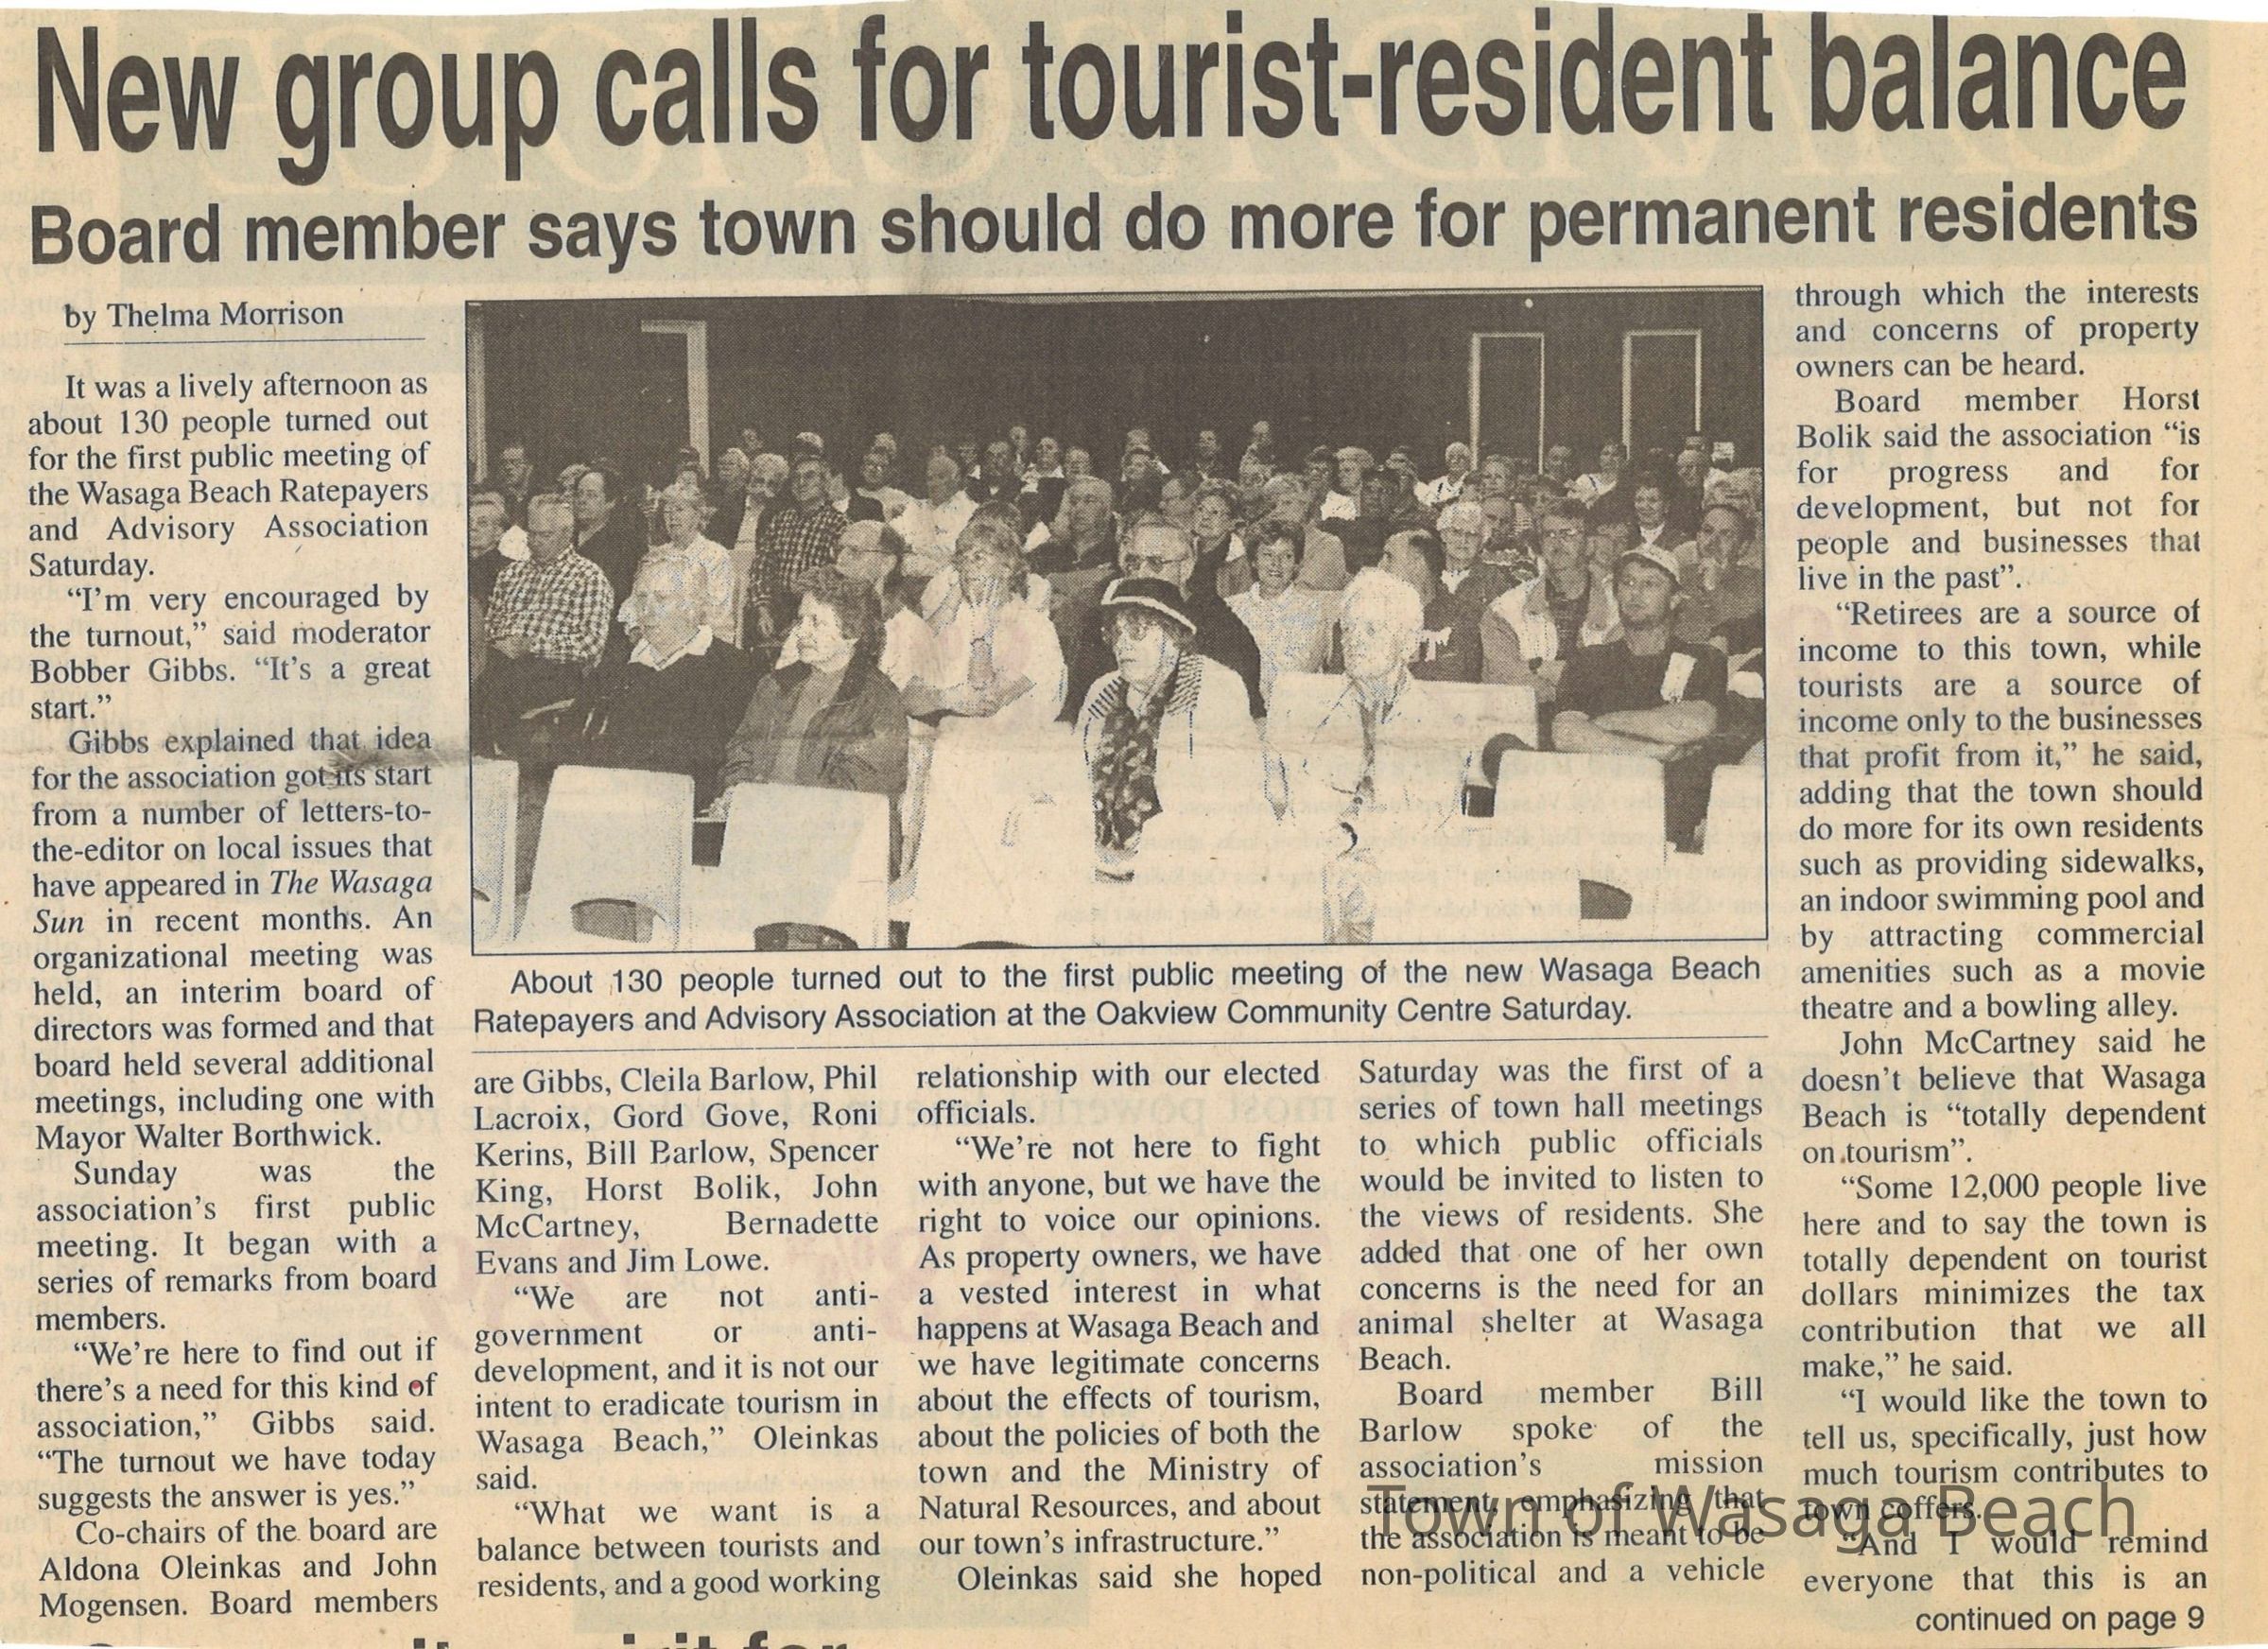 New group calls for tourist-resident balance
Board member says town should do more for permanent residents
by Thelma Morrison
It was a lively afternoon as
about 130 people turned out
for the first public meeting of
the Wasaga Beach Ratepayers
and Advisory Association
Saturday.
“I’m very encouraged by
the turnout,” said moderator
Bobber Gibbs. “It’s a great
start.”
Gibbs explained that idea
for the association got its start
from a number of letters-to-
the-editor on local issues that
have appeared in The Wasaga
Sun in recent months. An
organizational meeting was
held, an interim board of
directors was formed and that
board held several additional
meetings, including one with
Mayor Walter Borthwick.
Sunday was the
association’s first public
meeting. It began with a
series of remarks from board
members.
“We’re here to find out if
there’s a need for this kind of
association,” Gibbs said.
“The turnout we have today
suggests the answer is yes.”
Co-chairs of the board are
Aldona Oleinkas and John
Mogensen. Board members
About 130 people turned out to the first public meeting of the new Wasaga Beach
Ratepayers and Advisory Association at the Oakview Community Centre Saturday.
are Gibbs, Cleila Barlow, Phil
Lacroix, Gord Gove, Roni
Kerins, Bill Barlow, Spencer
King, Horst Bolik, John
McCartney, Bernadette
Evans and Jim Lowe.
“We are not anti-
government or anti-
development, and it is not our
intent to eradicate tourism in
Wasaga Beach,” Oleinkas
said.
“What we want is a
balance between tourists and
residents, and a good working
relationship with our elected
officials.
“We’re not here to fight
with anyone, but we have the
right to voice our opinions.
As property owners, we have
a vested interest in what
happens at Wasaga Beach and
we have legitimate concerns
about the effects of tourism,
about the policies of both the
town and the Ministry of
Natural Resources, and about
our town’s infrastructure.”
Oleinkas said she hoped
Saturday was the first of a
series of town hall meetings
to which public officials
would be invited to listen to
the views of residents. She
added that one of her own
concerns is the need for an
animal shelter at Wasaga
Beach.
Board member Bill
Barlow spoke of the
association’s mission
statement, emphasizing that
the association is meant to be
non-political and a vehicle
through which the interests
and concerns of property
owners can be heard.
Board member Horst
Bolik said the association “is
for progress and for
development, but not for
people and businesses that
live in the past”.
“Retirees are a source of
income to this town, while
tourists are a source of
income only to the businesses
that profit from it,” he said,
adding that the town should
do more for its own residents
such as providing sidewalks,
an indoor swimming pool and
by attracting commercial
amenities such as a movie
theatre and a bowling alley.
John McCartney said he
doesn’t believe that Wasaga
Beach is “totally dependent
on tourism”.
“Some 12,000 people live
here and to say the town is
totally dependent on tourist
dollars minimizes the tax
contribution that we all
make,” he said.
“I would like the town to
tell us, specifically, just how
much tourism contributes to
town coffers.
“And I would remind
everyone that this is an
continued on page 9
Town of Wasaga Beach